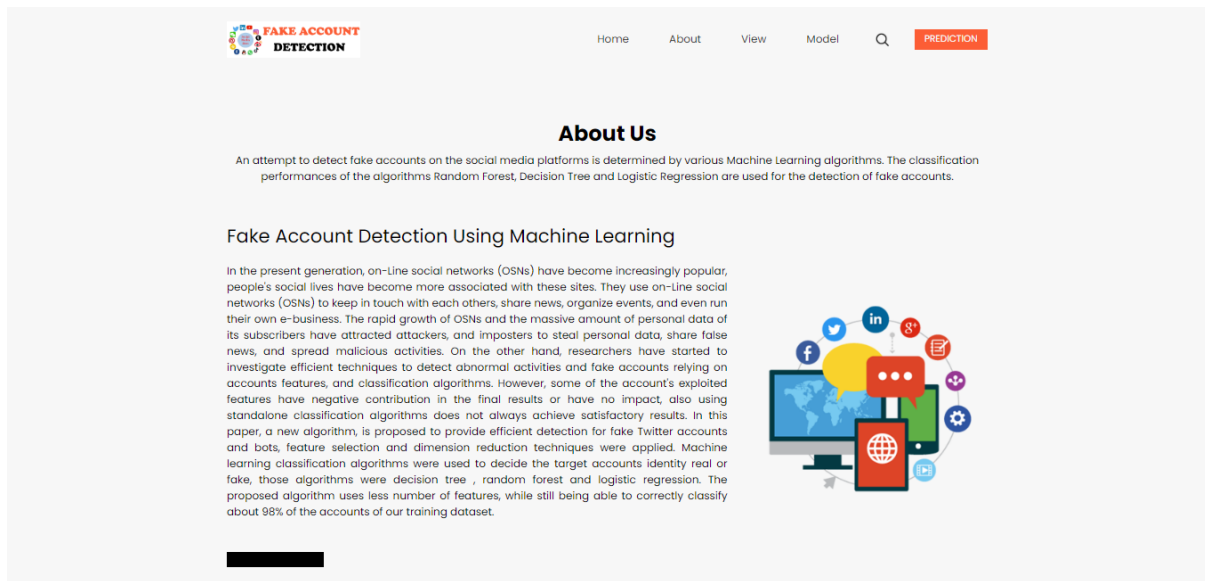 FAKE ACCOUNT
DETECTION
Home About View Model PREDICTION
About Us
An attempt to detect fake accounts on the social media platforms is determined by various Machine Learning algorithms. The classification
performances of the algorithms Random Forest, Decision Tree and Logistic Regression are used for the detection of fake accounts.
Fake Account Detection Using Machine Learning
In the present generation, on-Line social networks (OSNs) have become increasingly popular,
people's social lives have become more associated with these sites. They use on-Line social
networks (OSNs) to keep in touch with each others, share news, organize events, and even run
their own e-business. The rapid growth of OSNs and the massive amount of personal data of
its subscribers have attracted attackers, and imposters to steal personal data, share false
news, and spread malicious activities. On the other hand, researchers have started to
investigate efficient techniques to detect abnormal activities and fake accounts relying on
accounts features, and classification algorithms. However, some of the account's exploited
features have negative contribution in the final results or have no impact, also using
standalone classification algorithms does not always achieve satisfactory results. In this
paper, a new algorithm, is proposed to provide efficient detection for fake Twitter accounts
and bots, feature selection and dimension reduction techniques were applied. Machine
learning classification algorithms were used to decide the target accounts identity real or
fake, those algorithms were decision tree , random forest and logistic regression. The
proposed algorithm uses less number of features, while still being able to correctly classify
about 98% of the accounts of our training dataset.
f
in
g+